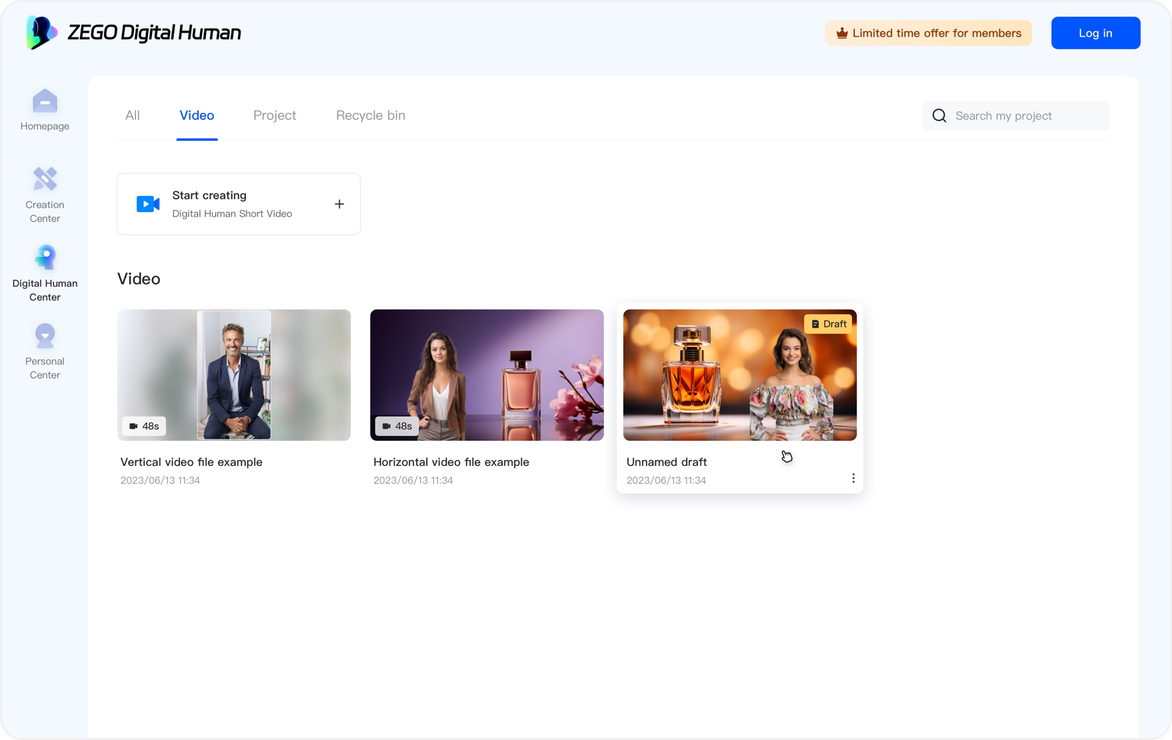 ZEGO Digital Human
Limited time offer for members
Log in
Homepage
Creation
Center
Digital Human
Center
Personal
Center
All
Video
Project
Recycle bin
Search my project
Start creating
Digital Human Short Video
+
Video
48s
Vertical video file example
2023/06/13 11:34
48s
Horizontal video file example
2023/06/13 11:34
Draft
Unnamed draft
2023/06/13 11:34